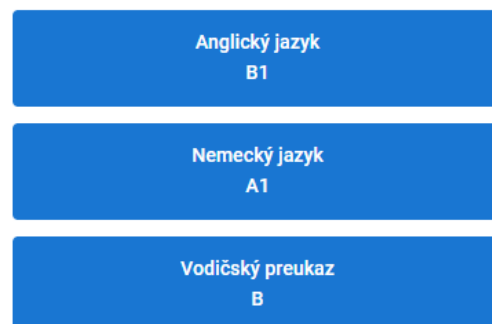 Anglický jazyk
B1
Nemecký jazyk
A1
Vodičský preukaz
B